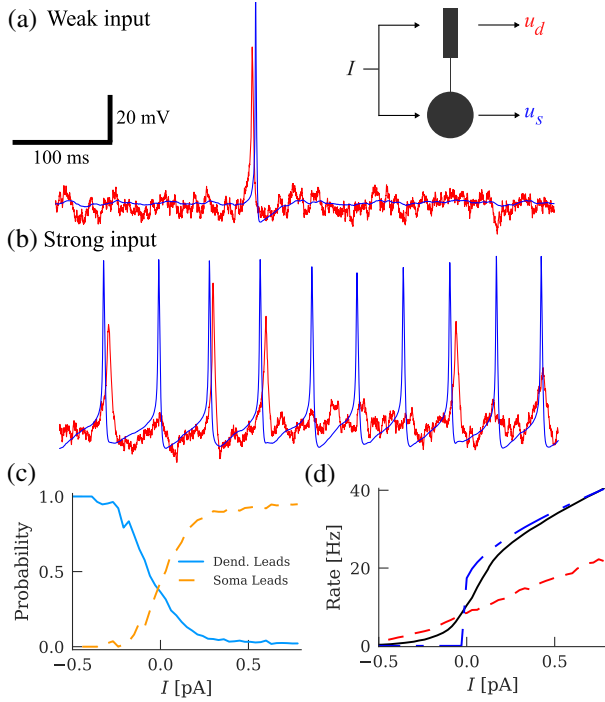 (a) Weak input
I
u_d
u_s
20 mV
100 ms
(b) Strong input
(c)
(d)
Probability
1.0
0.5
0.0
Dend. Leads
Soma Leads
−0.5 0.0 0.5
I [pA]
Rate [Hz]
40
20
0
−0.5 0.0 0.5
I [pA]